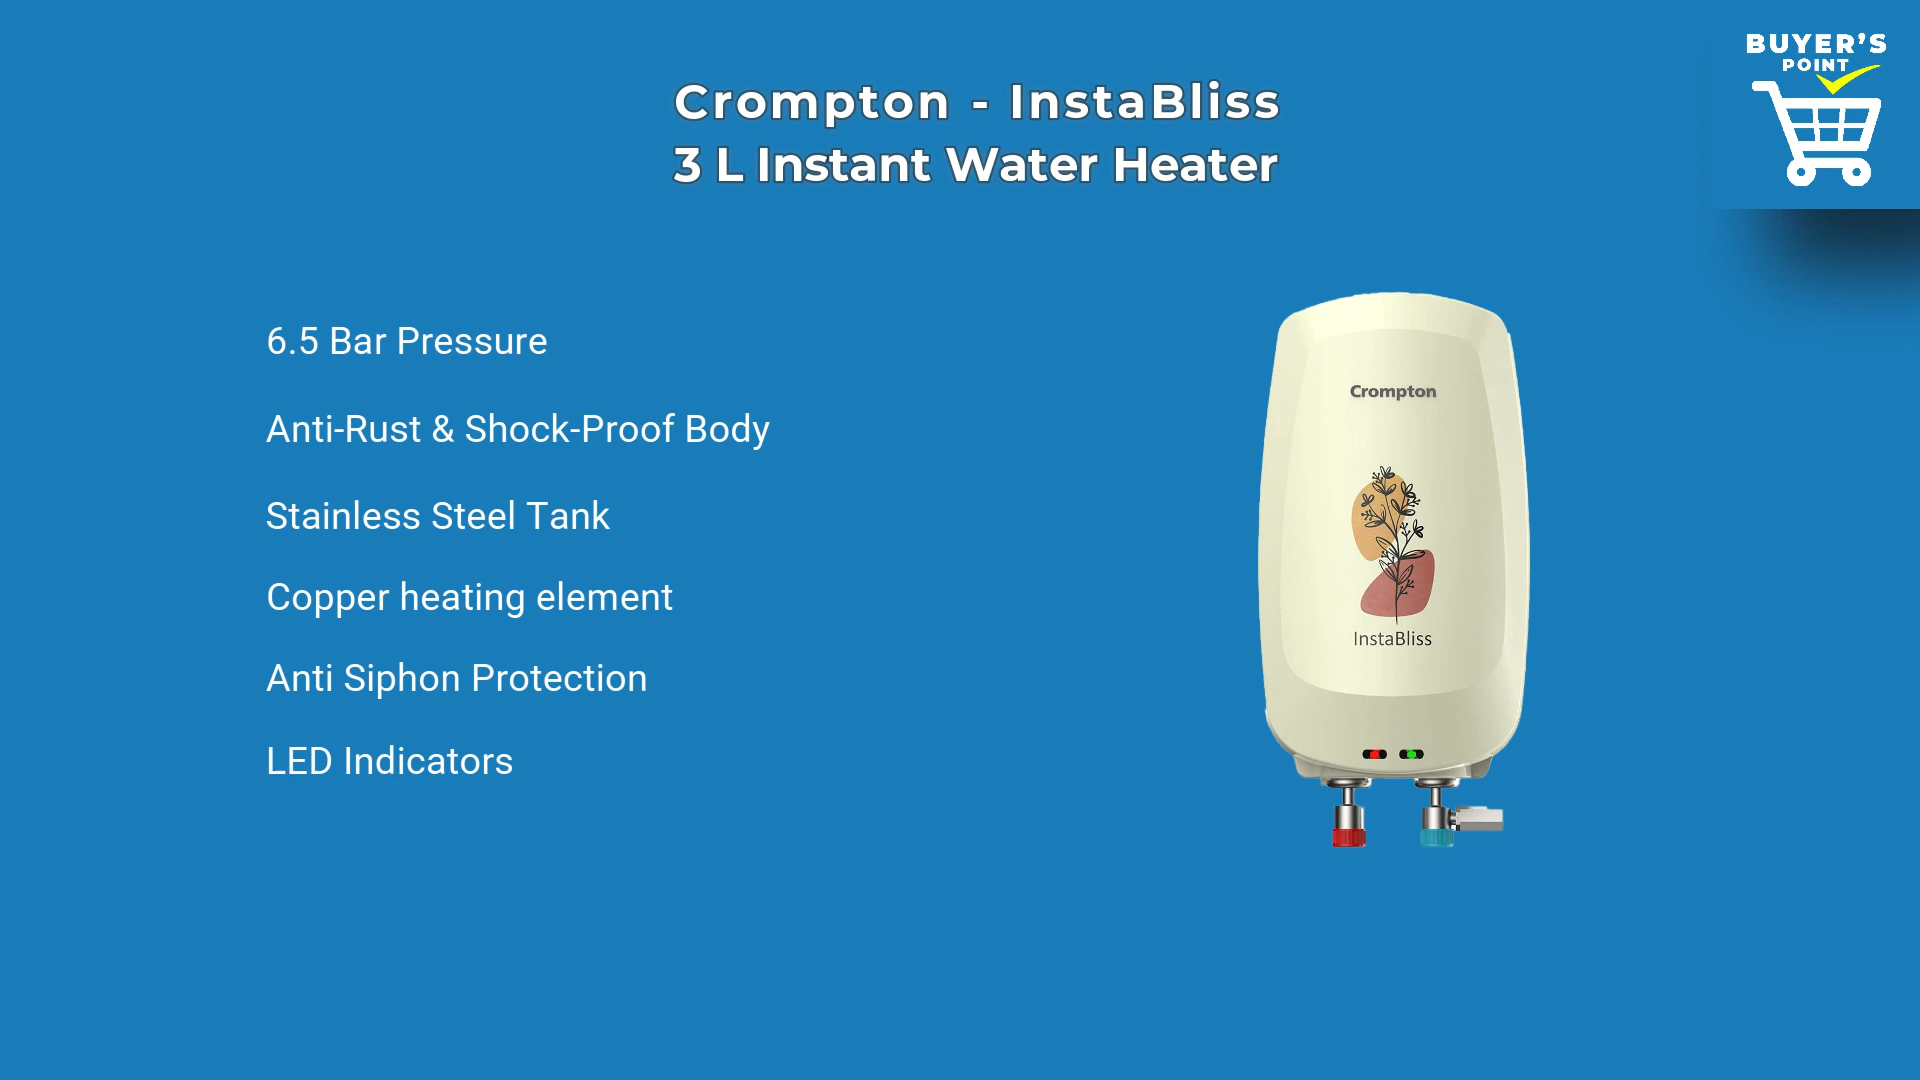 BUYER'S
POINT
Crompton - InstaBliss
3 L Instant Water Heater
6.5 Bar Pressure
Anti-Rust & Shock-Proof Body
Stainless Steel Tank
Copper heating element
Anti Siphon Protection
LED Indicators
Crompton
InstaBliss